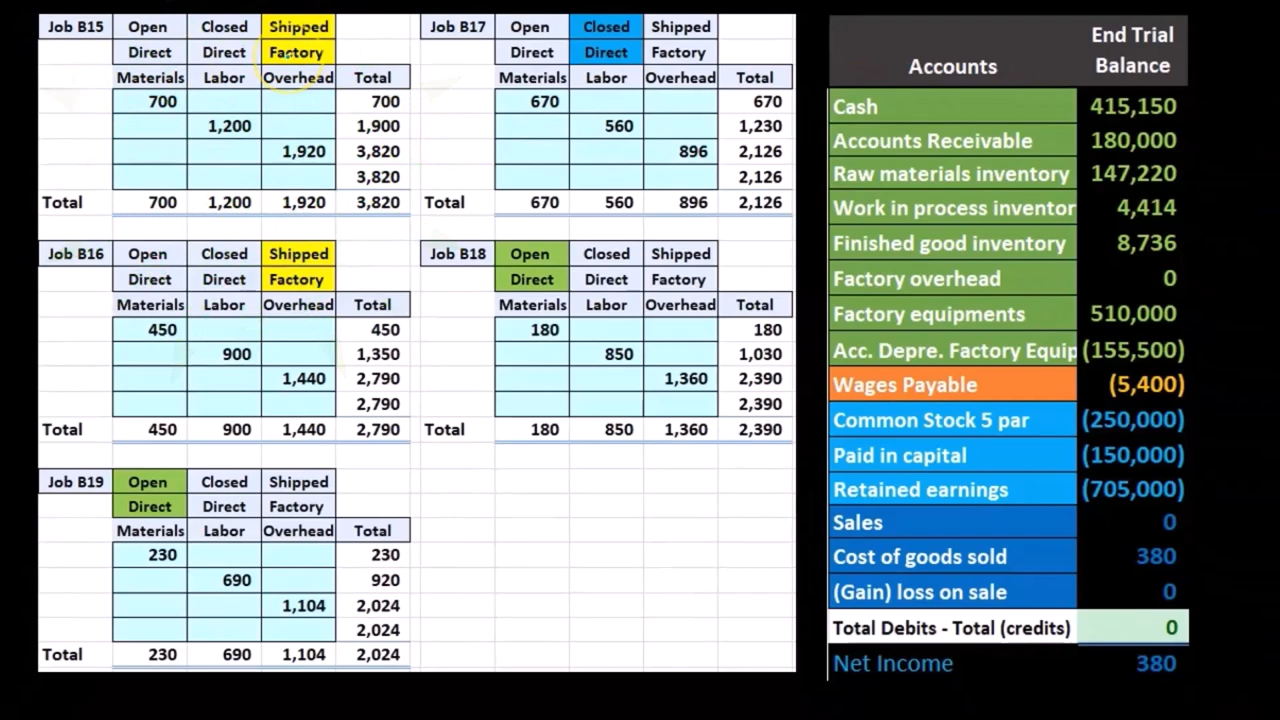 Job B15 Open Closed Shipped
Direct Direct Factory
Materials Labor Overhead Total
700 700
1,200 1,900
1,920 3,820
3,820
Total 700 1,200 1,920 3,820
Job B17 Open Closed Shipped
Direct Direct Factory
Materials Labor Overhead Total
670 670
560 1,230
896 2,126
2,126
Total 670 560 896 2,126
Job B16 Open Closed Shipped
Direct Direct Factory
Materials Labor Overhead Total
450 450
900 1,350
1,440 2,790
2,790
Total 450 900 1,440 2,790
Job B18 Open Closed Shipped
Direct Direct Factory
Materials Labor Overhead Total
180 180
850 1,030
1,360 2,390
2,390
Total 180 850 1,360 2,390
Job B19 Open Closed Shipped
Direct Direct Factory
Materials Labor Overhead Total
230 230
690 920
1,104 2,024
2,024
Total 230 690 1,104 2,024
End Trial
Accounts Balance
Cash 415,150
Accounts Receivable 180,000
Raw materials inventory 147,220
Work in process inventor 4,414
Finished good inventory 8,736
Factory overhead 0
Factory equipments 510,000
Acc. Depre. Factory Equip (155,500)
Wages Payable (5,400)
Common Stock 5 par (250,000)
Paid in capital (150,000)
Retained earnings (705,000)
Sales 0
Cost of goods sold 380
(Gain) loss on sale 0
Total Debits - Total (credits) 0
Net Income 380